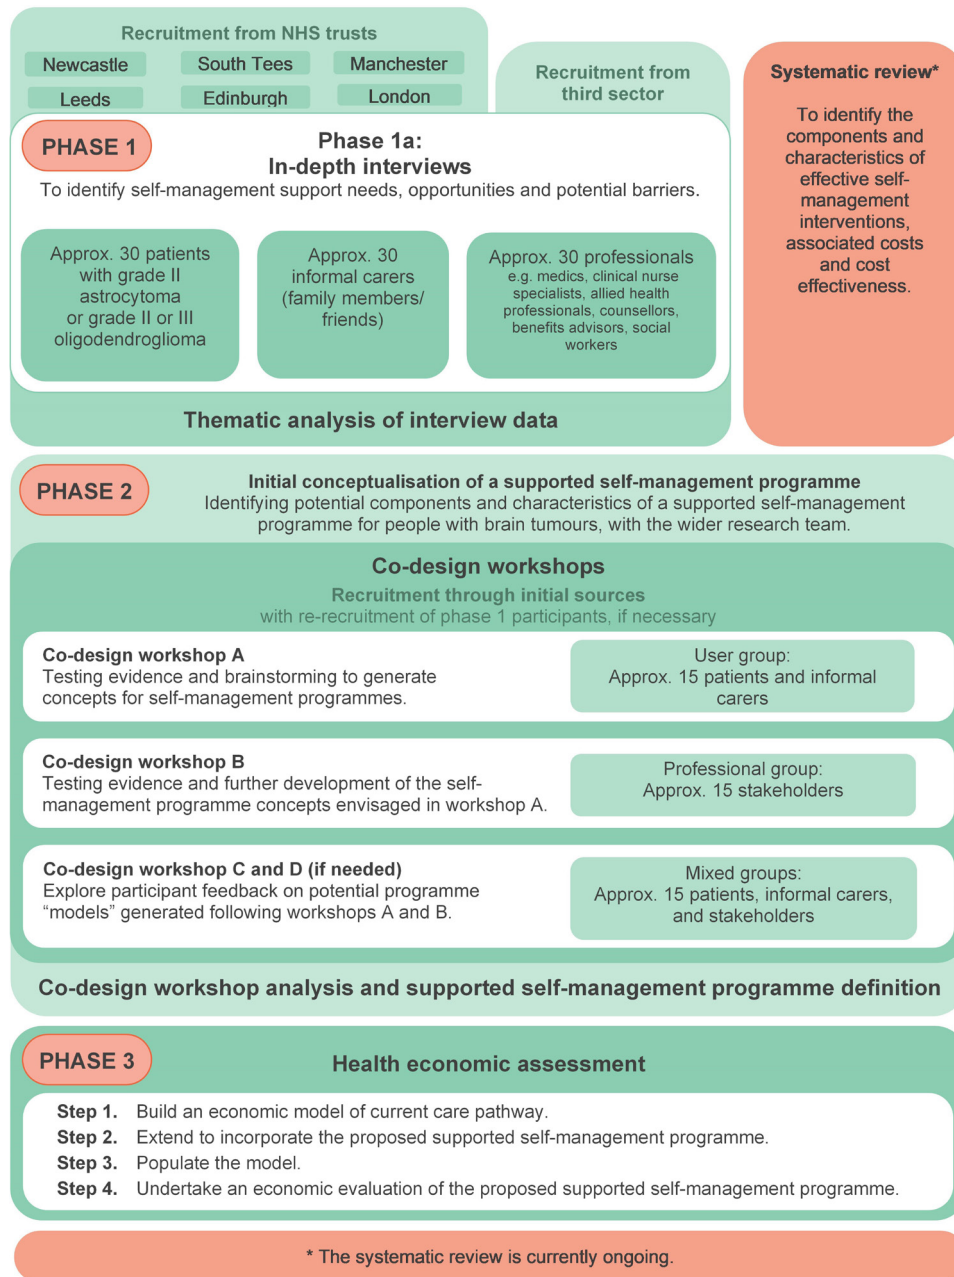 Recruitment from NHS trusts
Newcastle
South Tees
Manchester
Leeds
Edinburgh
London
Recruitment from
third sector
Systematic review*
To identify the
components and
characteristics of
effective self-
management
interventions,
associated costs
and cost
effectiveness.
PHASE 1
Phase 1a:
In-depth interviews
To identify self-management support needs, opportunities and potential barriers.
Approx. 30 patients
with grade II
astrocytoma
or grade II or III
oligodendroglioma
Approx. 30
informal carers
(family members/
friends)
Approx. 30 professionals
e.g. medics, clinical nurse
specialists, allied health
professionals, counsellors,
benefits advisors, social
workers
Thematic analysis of interview data
PHASE 2
Initial conceptualisation of a supported self-management programme
Identifying potential components and characteristics of a supported self-management
programme for people with brain tumours, with the wider research team.
Co-design workshops
Recruitment through initial sources
with re-recruitment of phase 1 participants, if necessary
Co-design workshop A
Testing evidence and brainstorming to generate
concepts for self-management programmes.
User group:
Approx. 15 patients and informal
carers
Co-design workshop B
Testing evidence and further development of the self-
management programme concepts envisaged in workshop A.
Professional group:
Approx. 15 stakeholders
Co-design workshop C and D (if needed)
Explore participant feedback on potential programme
“models” generated following workshops A and B.
Mixed groups:
Approx. 15 patients, informal carers,
and stakeholders
Co-design workshop analysis and supported self-management programme definition
PHASE 3
Health economic assessment
Step 1. Build an economic model of current care pathway.
Step 2. Extend to incorporate the proposed supported self-management programme.
Step 3. Populate the model.
Step 4. Undertake an economic evaluation of the proposed supported self-management programme.
* The systematic review is currently ongoing.